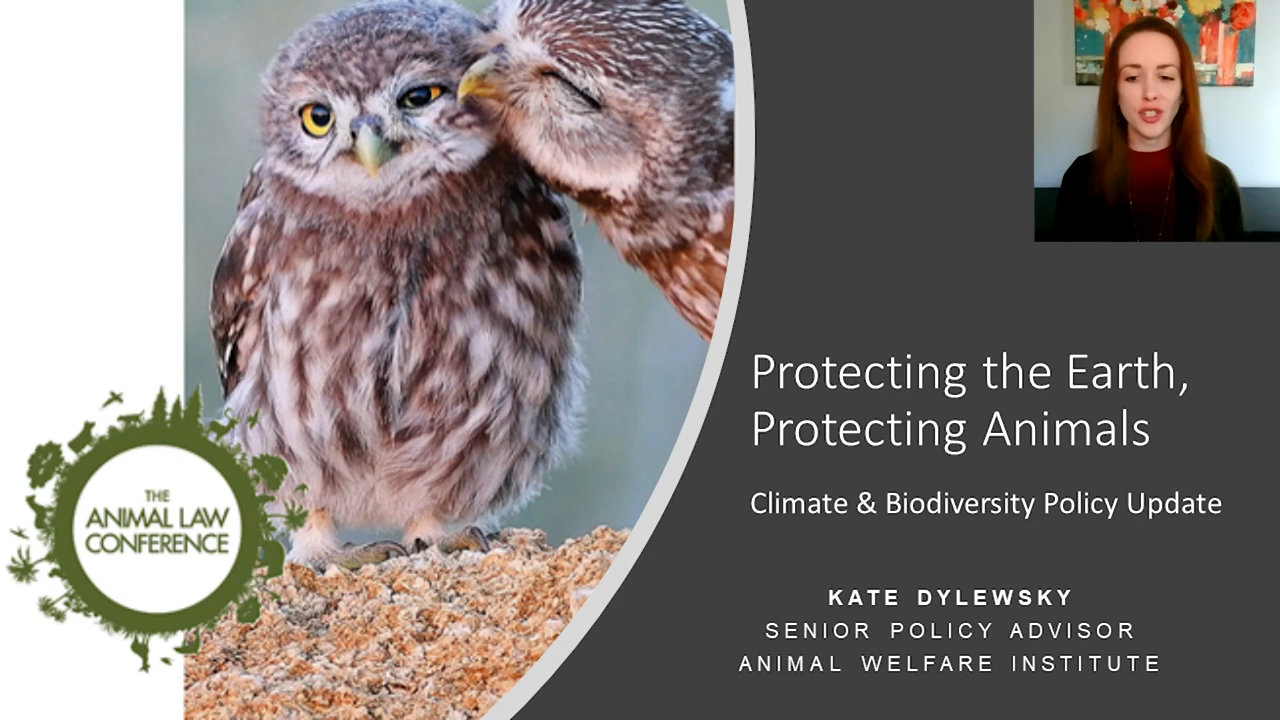 THE
ANIMAL LAW
CONFERENCE
Protecting the Earth,
Protecting Animals
Climate & Biodiversity Policy Update
KATE DYLEWSKY
SENIOR POLICY ADVISOR
ANIMAL WELFARE INSTITUTE